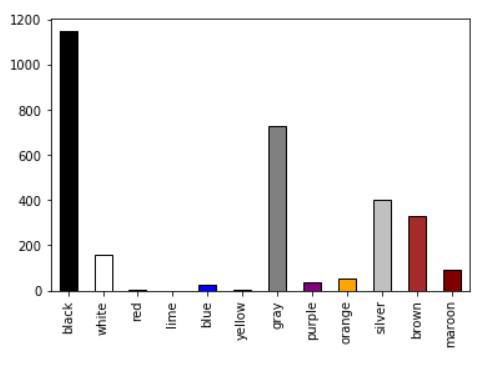 1200
1000
800
600
400
200
0
black
white
red
lime
blue
yellow
gray
purple
orange
silver
brown
maroon